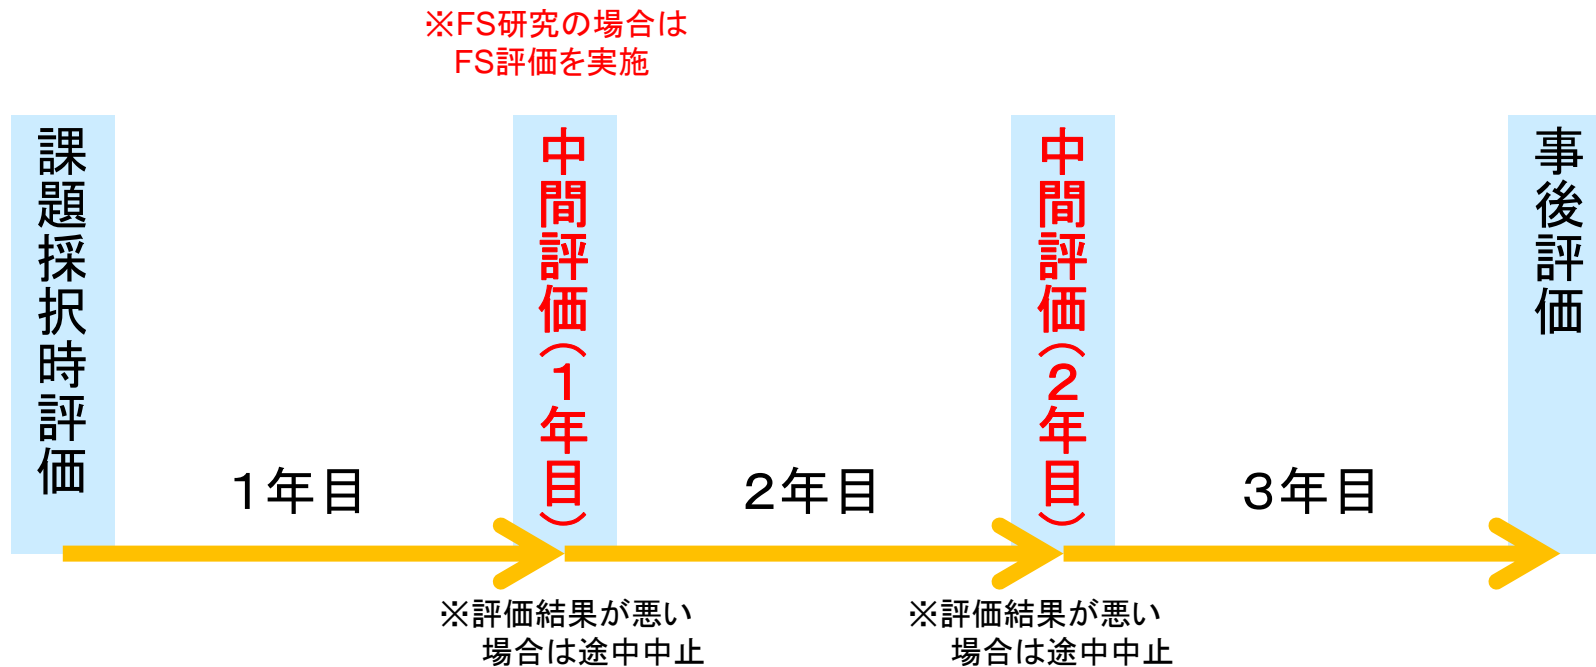 ※FS研究の場合は
FS評価を実施
課題採択時評価
中間評価(1年目)
中間評価(2年目)
事後評価
1年目
2年目
3年目
※評価結果が悪い
場合は途中中止
※評価結果が悪い
場合は途中中止